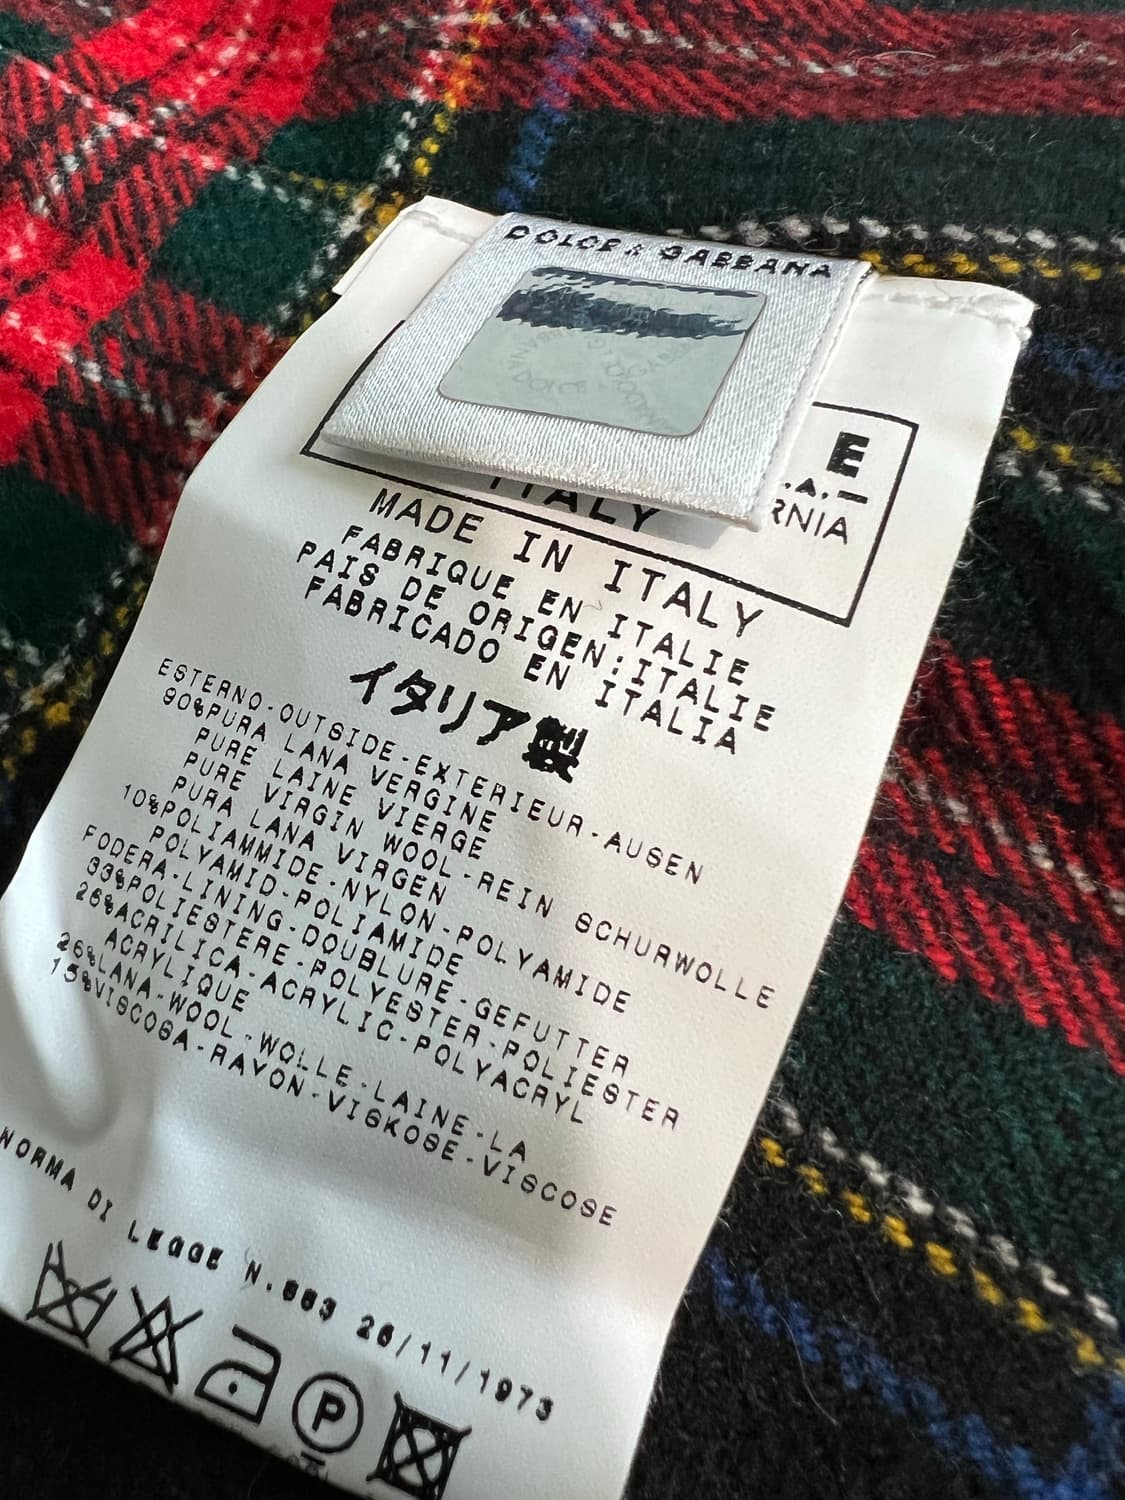 DOLCE & GABBANA
E
.A.–
RNIA
ITALY
MADE IN ITALY
FABRIQUE EN ITALIE
PAIS DE ORIGEN:ITALIE
FABRICADO EN ITALIA
イタリア製
ESTERNO-OUTSIDE-EXTERIEUR-AUSEN
90%PURA LANA VERGINE
PURE LAINE VIERGE
PURE VIRGIN WOOL-REIN SCHURWOLLE
PURA LANA VIRGEN
10%POLIAMMIDE-NYLON-POLYAMIDE
POLYAMID-POLIAMIDE
FODERA-LINING-DOUBLURE-GEFUTTER
33%POLIESTERE-POLYESTER-POLIESTER
26%ACRILICA-ACRYLIC-POLYACRYL
ACRYLIQUE
26%LANA-WOOL-WOLLE-LAINE-LA
15%VISCOSA-RAYON-VISKOSE-VISCOSE
NORMA DI LEGGE N.883 26/11/1973
P